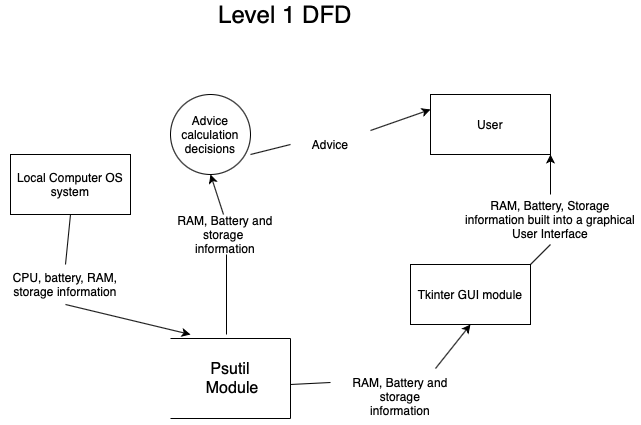 Level 1 DFD
Advice
calculation
decisions
Advice
User
Local Computer OS
system
RAM, Battery and
storage
information
RAM, Battery, Storage
information built into a graphical
User Interface
CPU, battery, RAM,
storage information
Tkinter GUI module
Psutil
Module
RAM, Battery and
storage
information